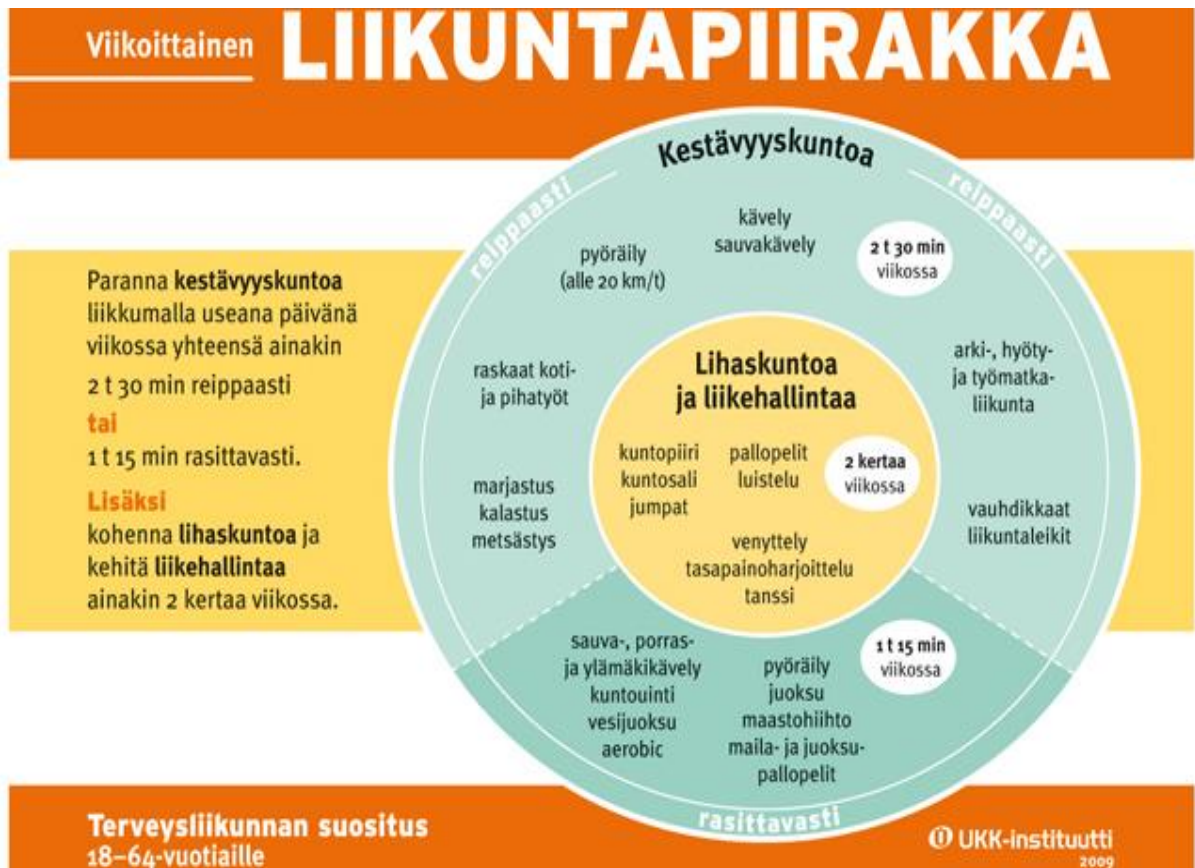 Viikoittainen LIIKUNTAPIIRAKKA
Paranna kestävyyskuntoa
liikkumalla useana päivänä
viikossa yhteensä ainakin
2 t 30 min reippaasti
tai
1 t 15 min rasittavasti.
Lisäksi
kohenna lihaskuntoa ja
kehitä liikehallintaa
ainakin 2 kertaa viikossa.
Kestävyyskuntoa
reippaasti
reippaasti
kävely
sauvakävely
2 t 30 min
viikossa
pyöräily
(alle 20 km/t)
raskaat koti-
ja pihatyöt
marjastus
kalastus
metsästys
arki-, hyöty-
ja työmatka-
liikunta
vauhdikkaat
liikuntaleikit
Lihaskuntoa
ja liikehallintaa
kuntopiiri
kuntosali
jumpat
pallopelit
luistelu
2 kertaa
viikossa
venyttely
tasapainoharjoittelu
tanssi
sauva-, porras-
ja ylämäkikävely
kuntouinti
vesijuoksu
aerobic
pyöräily
juoksu
maastohiihto
maila- ja juoksu-
pallopelit
1 t 15 min
viikossa
rasittavasti
Terveysliikunnan suositus
18–64-vuotiaille
UKK-instituutti
2009